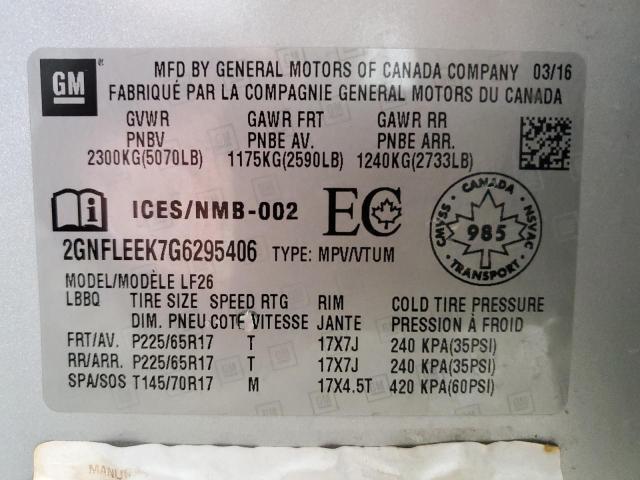 GM
MFD BY GENERAL MOTORS OF CANADA COMPANY 03/16
FABRIQUÉ PAR LA COMPAGNIE GENERAL MOTORS DU CANADA
GVWR GAWR FRT GAWR RR
PNBV PNBE AV. PNBE ARR.
2300KG(5070LB) 1175KG(2590LB) 1240KG(2733LB)
ICES/NMB-002 EC
CANADA CMVSS NSVAC 985 TRANSPORT
2GNFLEEK7G6295406 TYPE: MPV/VTUM
MODEL/MODÈLE LF26
LBBQ TIRE SIZE SPEED RTG RIM COLD TIRE PRESSURE
DIM. PNEU COTE VITESSE JANTE PRESSION À FROID
FRT/AV. P225/65R17 T 17X7J 240 KPA(35PSI)
RR/ARR. P225/65R17 T 17X7J 240 KPA(35PSI)
SPA/SOS T145/70R17 M 17X4.5T 420 KPA(60PSI)